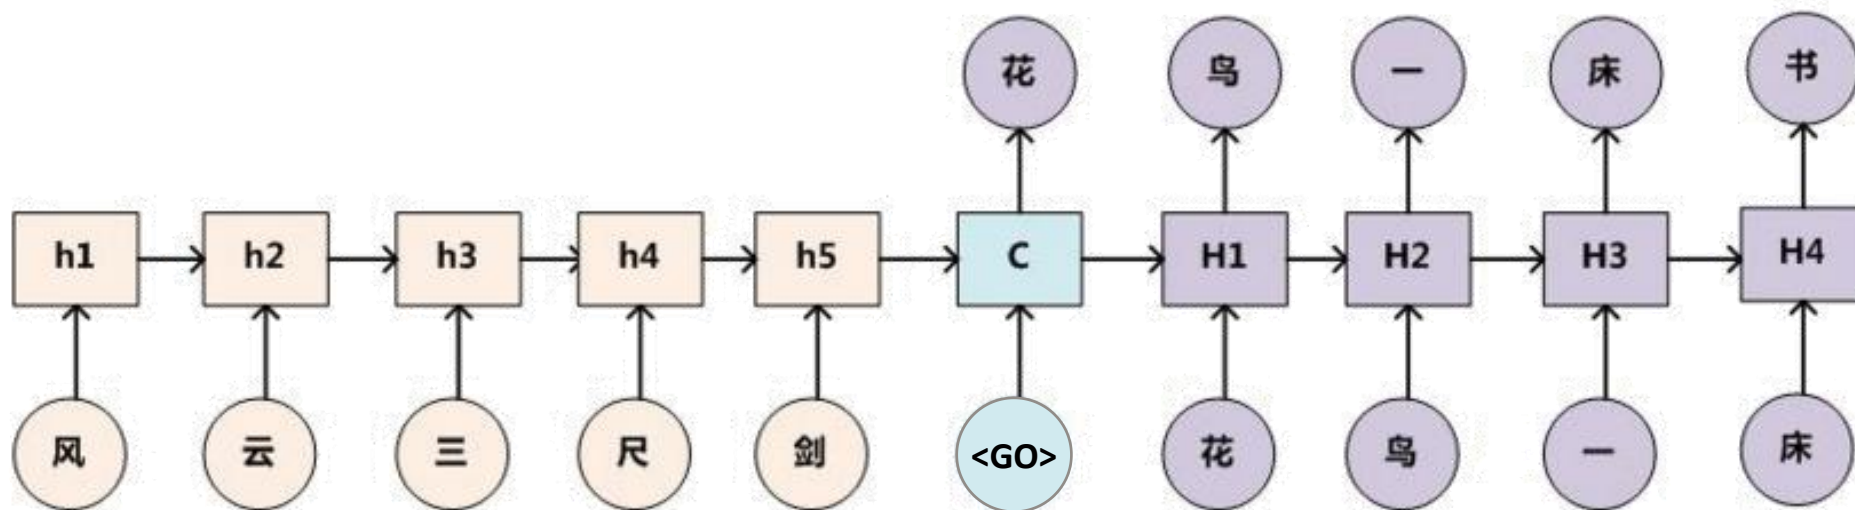 花 鸟 一 床 书
h1 h2 h3 h4 h5 C H1 H2 H3 H4
风 云 三 尺 剑 <GO> 花 鸟 一 床